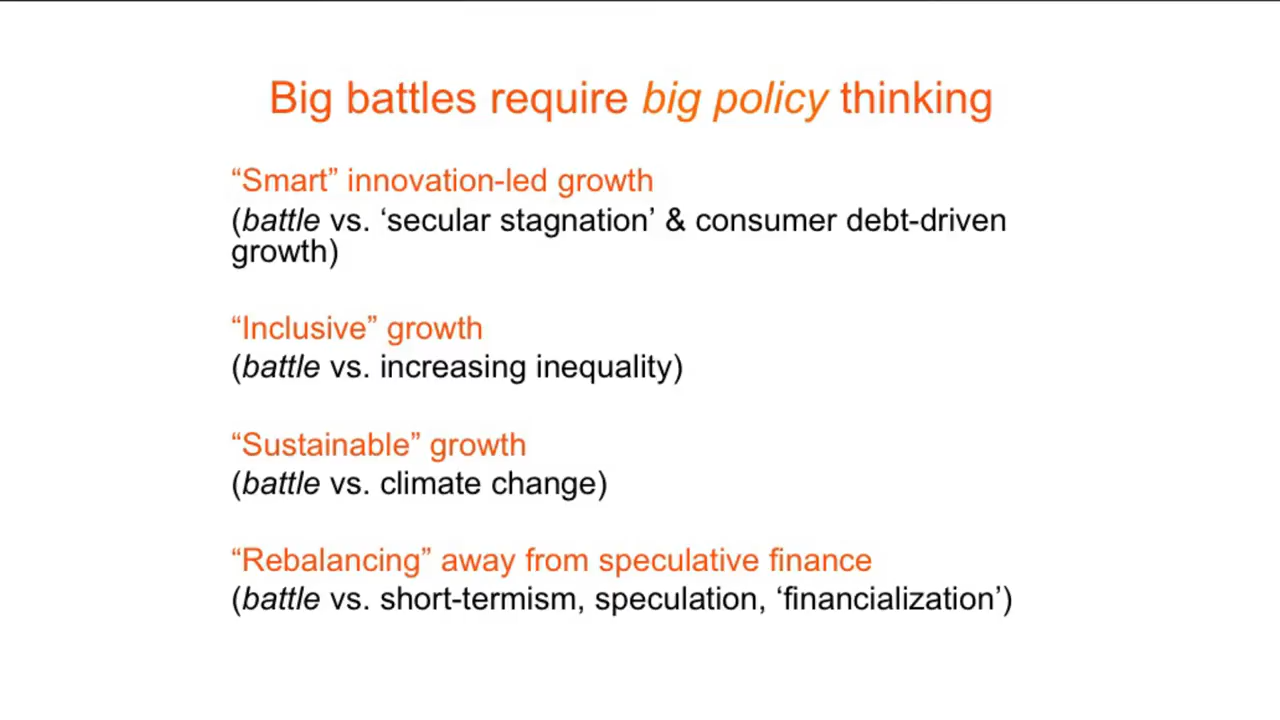 Big battles require big policy thinking
“Smart” innovation-led growth
(battle vs. ‘secular stagnation’ & consumer debt-driven
growth)
“Inclusive” growth
(battle vs. increasing inequality)
“Sustainable” growth
(battle vs. climate change)
“Rebalancing” away from speculative finance
(battle vs. short-termism, speculation, ‘financialization’)